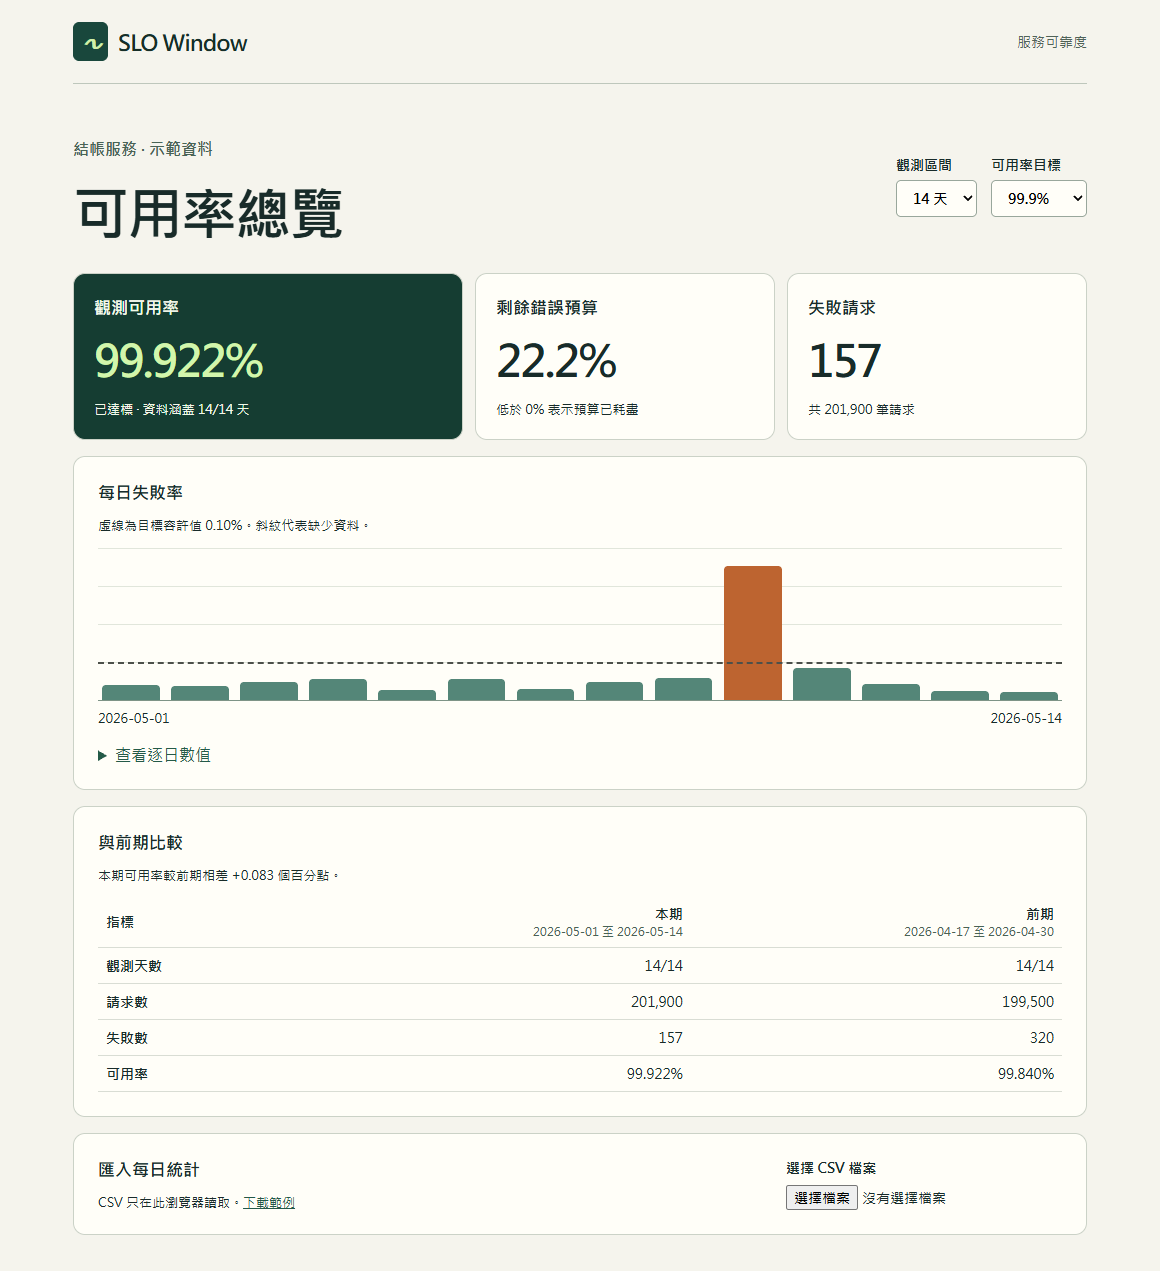 SLO Window
服務可靠度
結帳服務 · 示範資料
可用率總覽
觀測區間
可用率目標
14 天
99.9%
觀測可用率
99.922%
已達標 · 資料涵蓋 14/14 天
剩餘錯誤預算
22.2%
低於 0% 表示預算已耗盡
失敗請求
157
共 201,900 筆請求
每日失敗率
虛線為目標容許值 0.10%。斜紋代表缺少資料。
2026-05-01
2026-05-14
查看逐日數值
與前期比較
本期可用率較前期相差 +0.083 個百分點。
指標 本期 前期
2026-05-01 至 2026-05-14 2026-04-17 至 2026-04-30
觀測天數 14/14 14/14
請求數 201,900 199,500
失敗數 157 320
可用率 99.922% 99.840%
匯入每日統計
CSV 只在此瀏覽器讀取。下載範例
選擇 CSV 檔案
選擇檔案 沒有選擇檔案